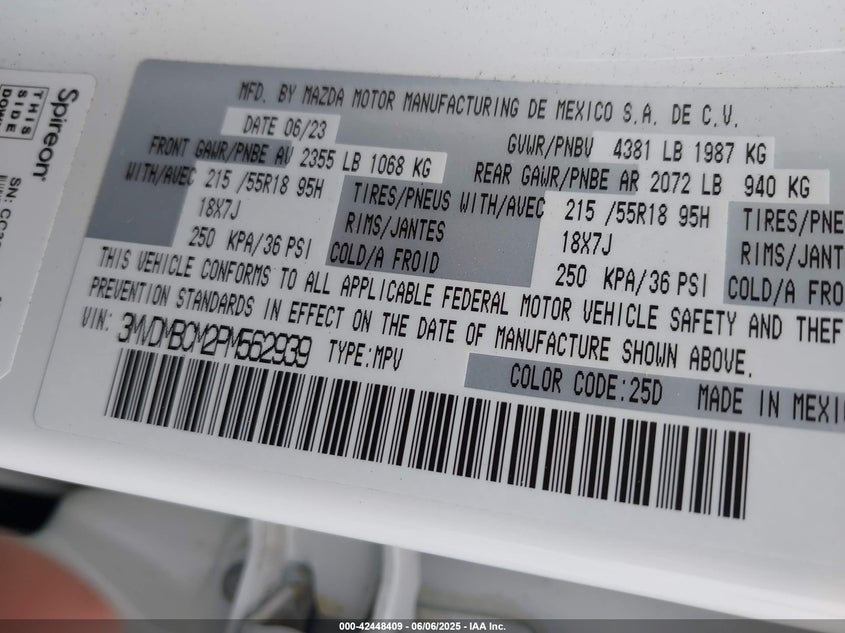 Spireon
THIS
SIDE
DOWN
MFD. BY MAZDA MOTOR MANUFACTURING DE MEXICO S.A. DE C.V.
DATE 06/23
GVWR/PNBV 4381 LB 1987 KG
FRONT GAWR/PNBE AV 2355 LB 1068 KG
REAR GAWR/PNBE AR 2072 LB 940 KG
WITH/AVEC 215 /55R18 95H TIRES/PNEUS WITH/AVEC 215 /55R18 95H TIRES/PNE
18X7J RIMS/JANTES 18X7J RIMS/JANT
250 KPA/36 PSI COLD/A FROID 250 KPA/36 PSI COLD/A FRO
THIS VEHICLE CONFORMS TO ALL APPLICABLE FEDERAL MOTOR VEHICLE SAFETY AND THEF
PREVENTION STANDARDS IN EFFECT ON THE DATE OF MANUFACTURE SHOWN ABOVE.
VIN: 3MVDMBCM2PM562939 TYPE:MPV
COLOR CODE:25D MADE IN MEXI
000-42448409 - 06/06/2025 - IAA Inc.